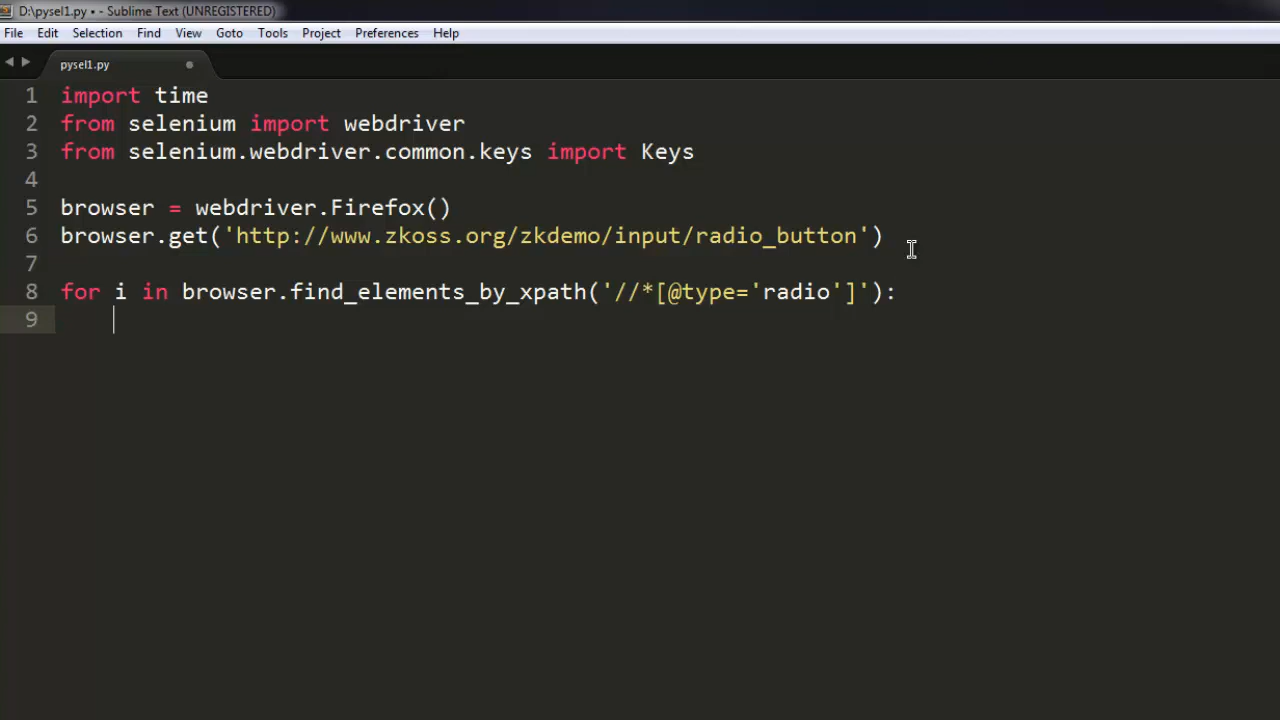 D:\pysel1.py • - Sublime Text (UNREGISTERED)
File Edit Selection Find View Goto Tools Project Preferences Help
pysel1.py
1 import time
2 from selenium import webdriver
3 from selenium.webdriver.common.keys import Keys
4
5 browser = webdriver.Firefox()
6 browser.get('http://www.zkoss.org/zkdemo/input/radio_button')
7
8 for i in browser.find_elements_by_xpath('//*[@type='radio']'):
9